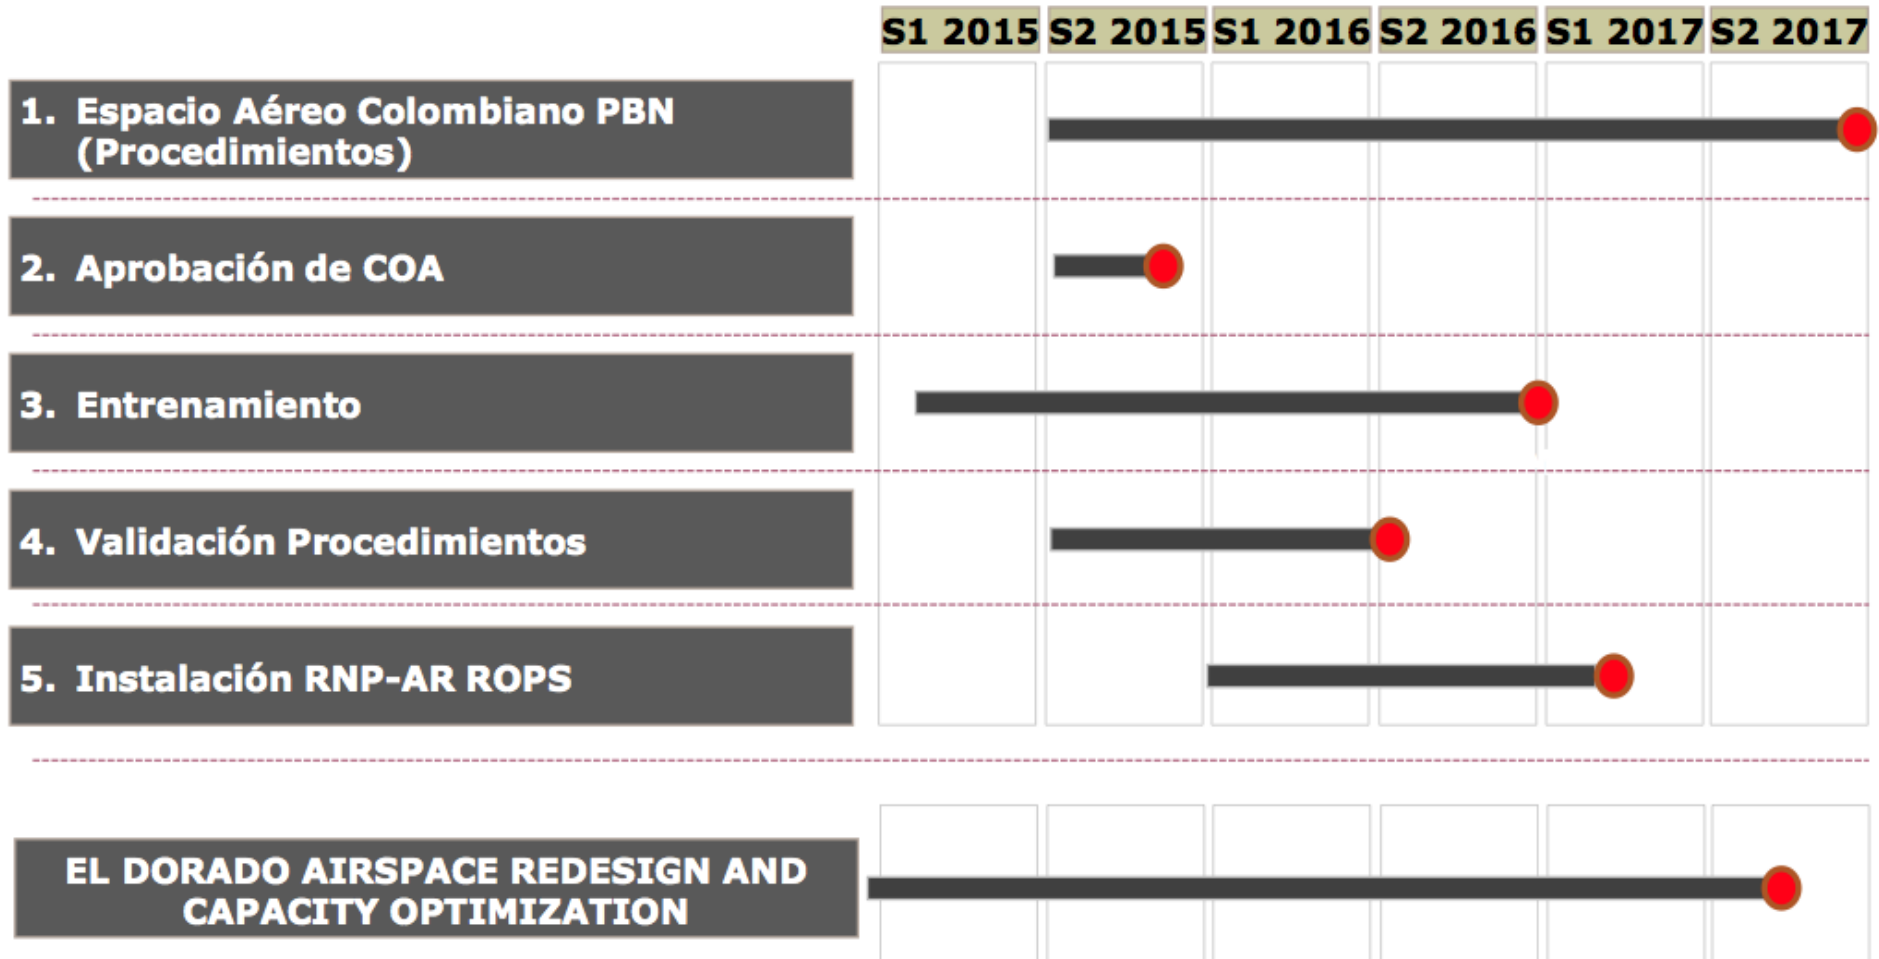 S1 2015 S2 2015 S1 2016 S2 2016 S1 2017 S2 2017
1. Espacio Aéreo Colombiano PBN
(Procedimientos)
2. Aprobación de COA
3. Entrenamiento
4. Validación Procedimientos
5. Instalación RNP-AR ROPS
EL DORADO AIRSPACE REDESIGN AND
CAPACITY OPTIMIZATION